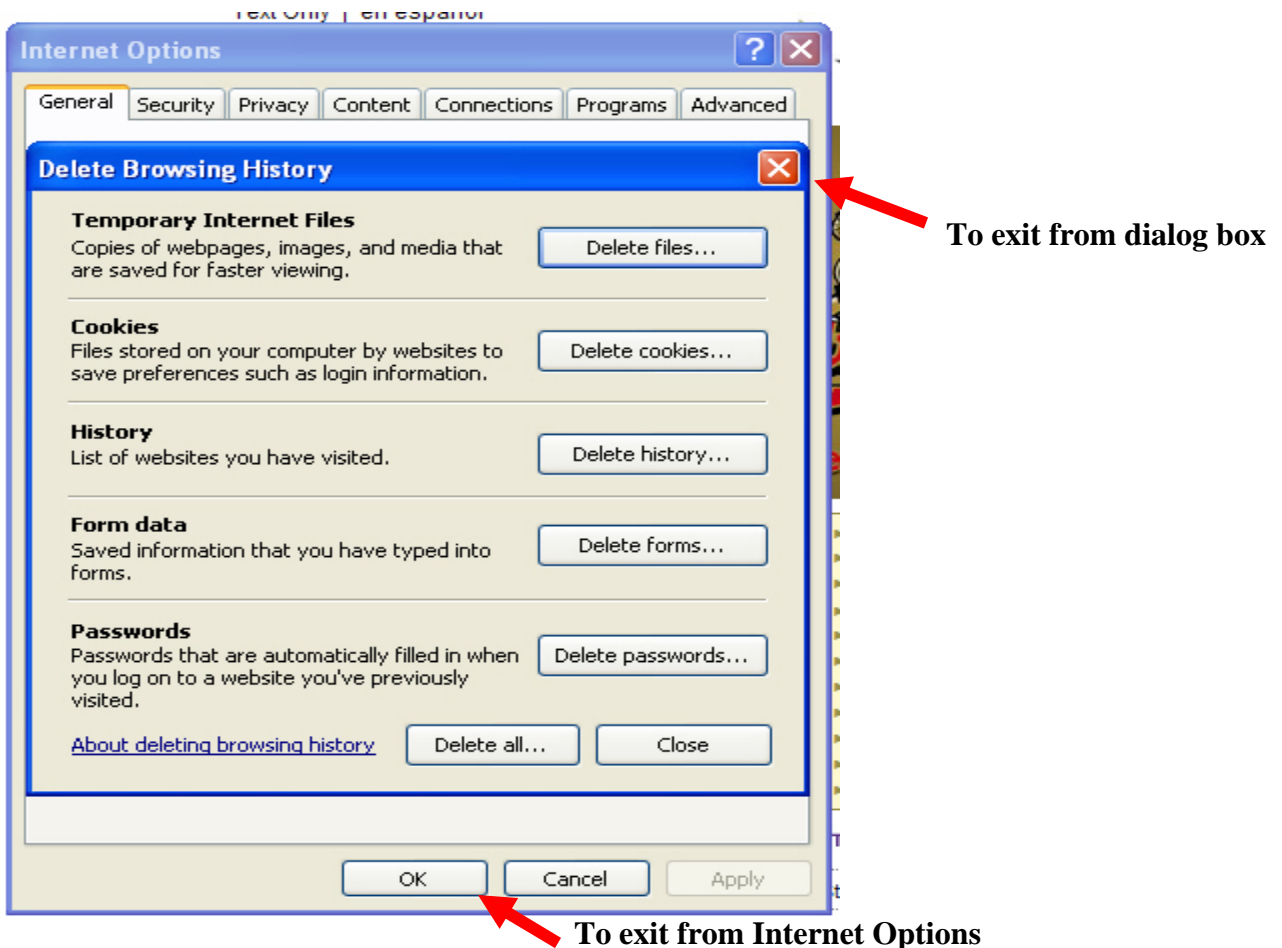 Text Only | en español
Internet Options
General Security Privacy Content Connections Programs Advanced
Delete Browsing History
To exit from dialog box
Temporary Internet Files
Copies of webpages, images, and media that
are saved for faster viewing.
Delete files...
Cookies
Files stored on your computer by websites to
save preferences such as login information.
Delete cookies...
History
List of websites you have visited.
Delete history...
Form data
Saved information that you have typed into
forms.
Delete forms...
Passwords
Passwords that are automatically filled in when
you log on to a website you've previously
visited.
Delete passwords...
About deleting browsing history
Delete all...
Close
OK
Cancel
Apply
To exit from Internet Options